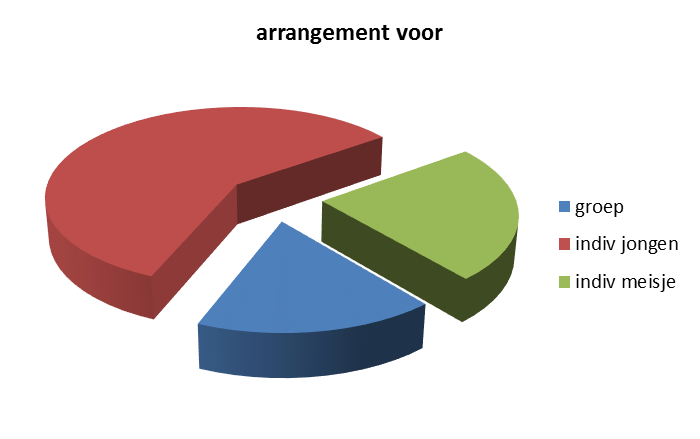 arrangement voor
groep
indiv jongen
indiv meisje